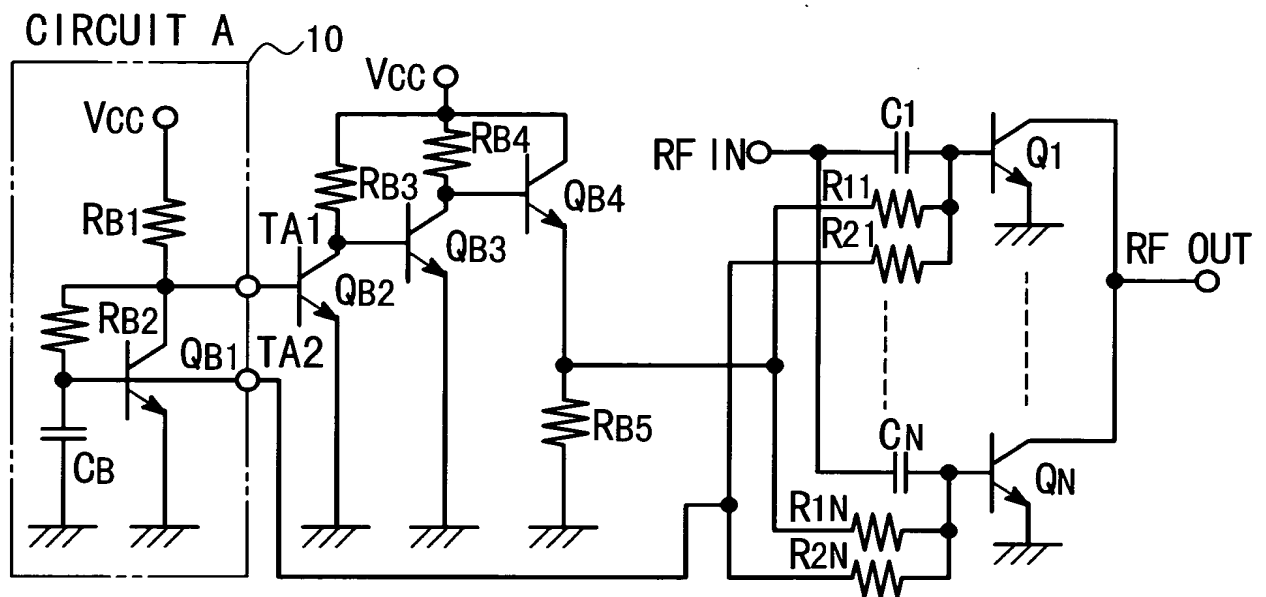 CIRCUIT A
10
VCC
VCC
RB4
C1
RF IN
Q1
RB3
R11
QB4
RB1
TA1
QB3
R21
RF OUT
QB2
RB2
QB1
TA2
RB5
CN
CB
QN
R1N
R2N